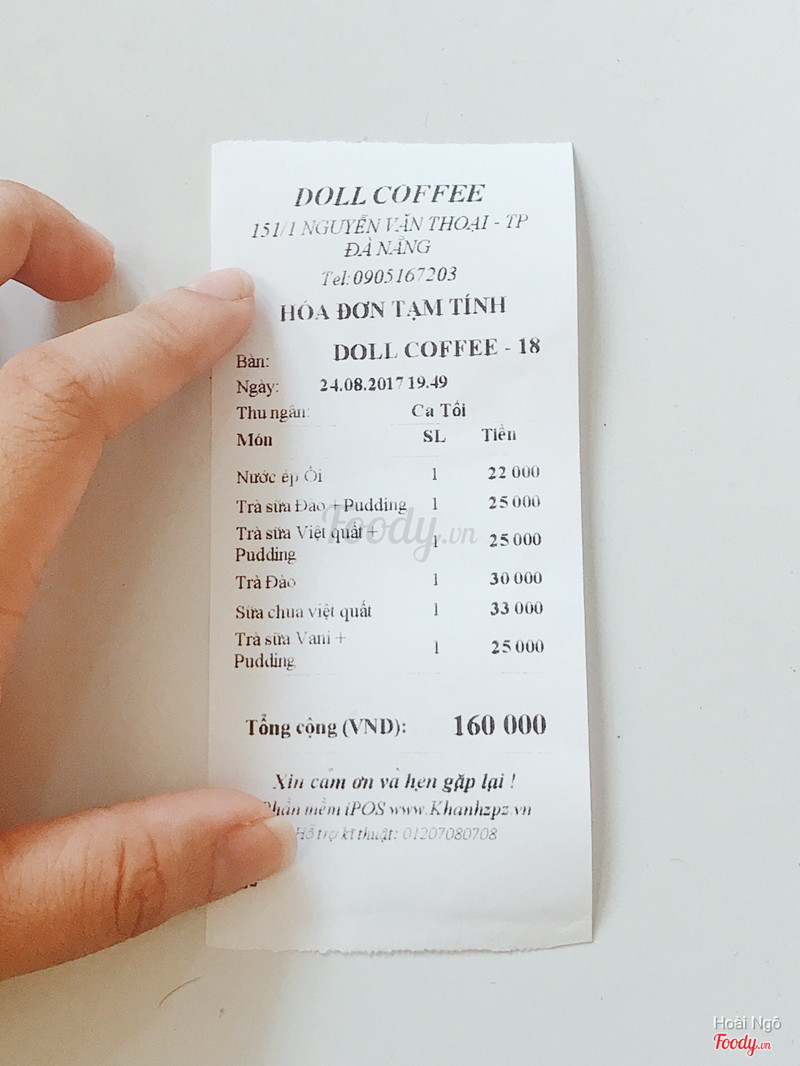 DOLL COFFEE
151/1 NGUYỄN VĂN THOẠI - TP
ĐÀ NẴNG
Tel:0905167203
HÓA ĐƠN TẠM TÍNH
Bàn: DOLL COFFEE - 18
Ngày: 24.08.2017 19.49
Thu ngân: Ca Tối
Món SL Tiền
Nước ép Ổi 1 22 000
Trà sữa Đào +Pudding 1 25 000
Trà sữa Việt quất +
Pudding 1 25 000
Trà Đào 1 30 000
Sữa chua việt quất 1 33 000
Trà sữa Vani +
Pudding 1 25 000
Foody.vn
Tổng cộng (VND): 160 000
Xin cảm ơn và hẹn gặp lại !
Phần mềm iPOS www.Khanhzpz.vn
Hỗ trợ kĩ thuật: 01207080708
Hoài Ngô
Foody.vn